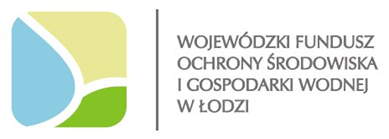 WOJEWÓDZKI FUNDUSZ
OCHRONY ŚRODOWISKA
I GOSPODARKI WODNEJ
W ŁODZI